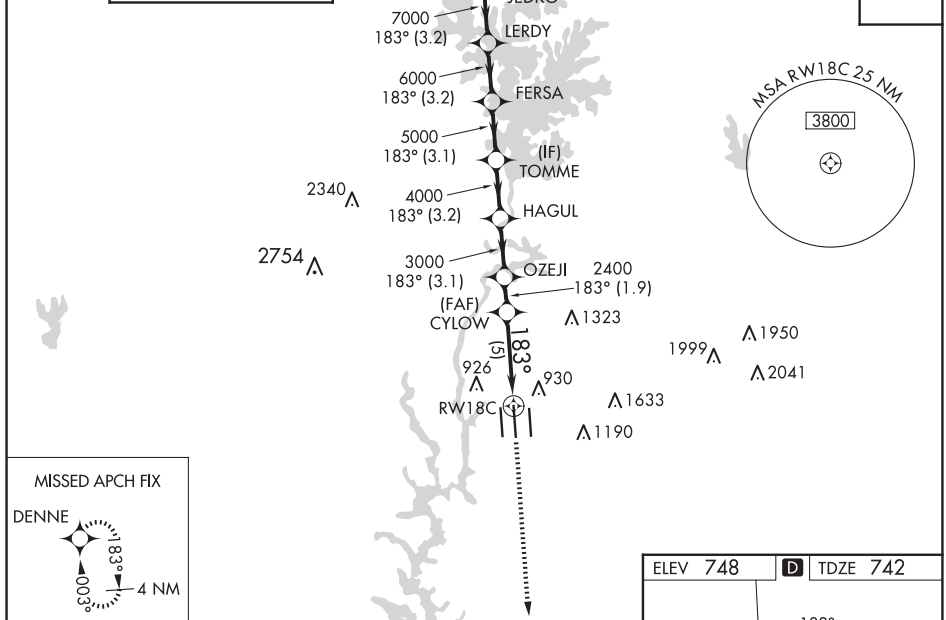 7000
183° (3.2)
LERDY
6000
183° (3.2)
FERSA
5000
183° (3.1)
(IF)
TOMME
2340
4000
183° (3.2)
HAGUL
2754
3000
183° (3.1)
OZEJI
2400
183° (1.9)
(FAF)
CYLOW
1323
183°
(5)
926
930
RW18C
1633
1190
1999
1950
2041
MSA RW18C 25 NM
3800
MISSED APCH FIX
DENNE
183°
003°
4 NM
ELEV 748
D
TDZE 742